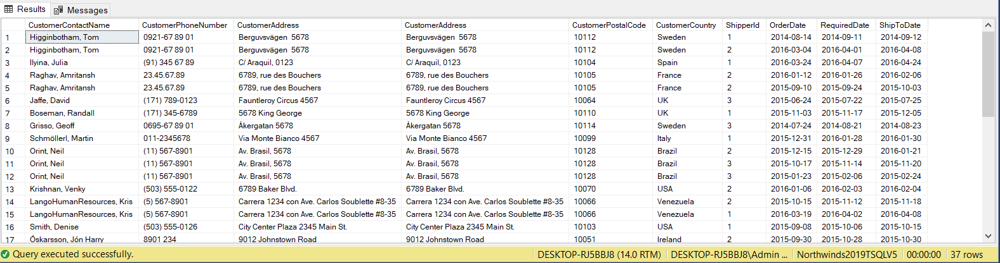 Results Messages
CustomerContactName CustomerPhoneNumber CustomerAddress CustomerAddress CustomerPostalCode CustomerCountry ShipperId OrderDate RequiredDate ShipToDate
1 Higginbotham, Tom 0921-67 89 01 Berguvsvägen 5678 Berguvsvägen 5678 10112 Sweden 1 2014-08-14 2014-09-11 2014-09-12
2 Higginbotham, Tom 0921-67 89 01 Berguvsvägen 5678 Berguvsvägen 5678 10112 Sweden 2 2016-03-04 2016-04-01 2016-04-08
3 Ilyina, Julia (91) 345 67 89 C/ Araquil, 0123 C/ Araquil, 0123 10104 Spain 1 2016-03-24 2016-04-07 2016-04-24
4 Raghav, Amritansh 23.45.67.89 6789, rue des Bouchers 6789, rue des Bouchers 10105 France 2 2016-01-12 2016-01-26 2016-02-06
5 Raghav, Amritansh 23.45.67.89 6789, rue des Bouchers 6789, rue des Bouchers 10105 France 2 2015-09-10 2015-09-24 2015-10-03
6 Jaffe, David (171) 789-0123 Fauntleroy Circus 4567 Fauntleroy Circus 4567 10064 UK 3 2015-06-24 2015-07-22 2015-07-25
7 Boseman, Randall (171) 345-6789 5678 King George 5678 King George 10110 UK 1 2015-11-03 2015-11-17 2015-12-05
8 Grisso, Geoff 0695-67 89 01 Åkergatan 5678 Åkergatan 5678 10114 Sweden 3 2014-07-24 2014-08-21 2014-08-23
9 Schmöllerl, Martin 011-2345678 Via Monte Bianco 4567 Via Monte Bianco 4567 10099 Italy 1 2015-12-31 2016-01-28 2016-01-30
10 Orint, Neil (11) 567-8901 Av. Brasil, 5678 Av. Brasil, 5678 10128 Brazil 2 2015-12-15 2015-12-29 2016-01-21
11 Orint, Neil (11) 567-8901 Av. Brasil, 5678 Av. Brasil, 5678 10128 Brazil 3 2015-10-17 2015-11-14 2015-11-20
12 Orint, Neil (11) 567-8901 Av. Brasil, 5678 Av. Brasil, 5678 10128 Brazil 3 2015-01-23 2015-02-06 2015-02-24
13 Krishnan, Venky (503) 555-0122 6789 Baker Blvd. 6789 Baker Blvd. 10070 USA 2 2016-01-06 2016-02-03 2016-02-04
14 LangoHumanResources, Kris (5) 567-8901 Carrera 1234 con Ave. Carlos Soublette #8-35 Carrera 1234 con Ave. Carlos Soublette #8-35 10066 Venezuela 2 2015-10-15 2015-11-12 2015-11-18
15 LangoHumanResources, Kris (5) 567-8901 Carrera 1234 con Ave. Carlos Soublette #8-35 Carrera 1234 con Ave. Carlos Soublette #8-35 10066 Venezuela 1 2016-03-19 2016-04-02 2016-04-08
16 Smith, Denise (503) 555-0126 City Center Plaza 2345 Main St. City Center Plaza 2345 Main St. 10103 USA 1 2015-09-08 2015-10-06 2015-10-15
17 Óskarsson, Jón Harry 8901 234 9012 Johnstown Road 9012 Johnstown Road 10051 Ireland 2 2015-09-30 2015-10-28 2015-10-30
Query executed successfully. DESKTOP-RJ5BBJ8 (14.0 RTM) DESKTOP-RJ5BBJ8\Admin ... Northwinds2019TSQLV5 00:00:00 37 rows